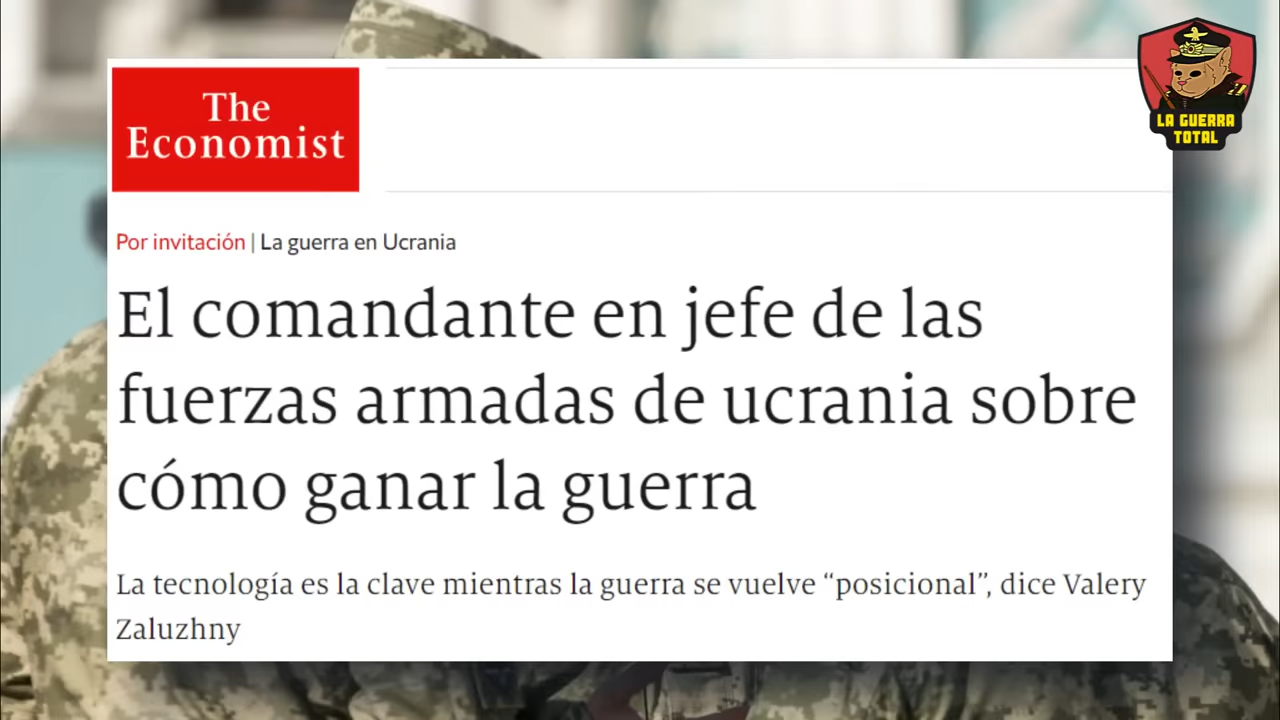 The
Economist
LA GUERRA
TOTAL
Por invitación | La guerra en Ucrania
El comandante en jefe de las
fuerzas armadas de ucrania sobre
cómo ganar la guerra
La tecnología es la clave mientras la guerra se vuelve “posicional”, dice Valery
Zaluzhny